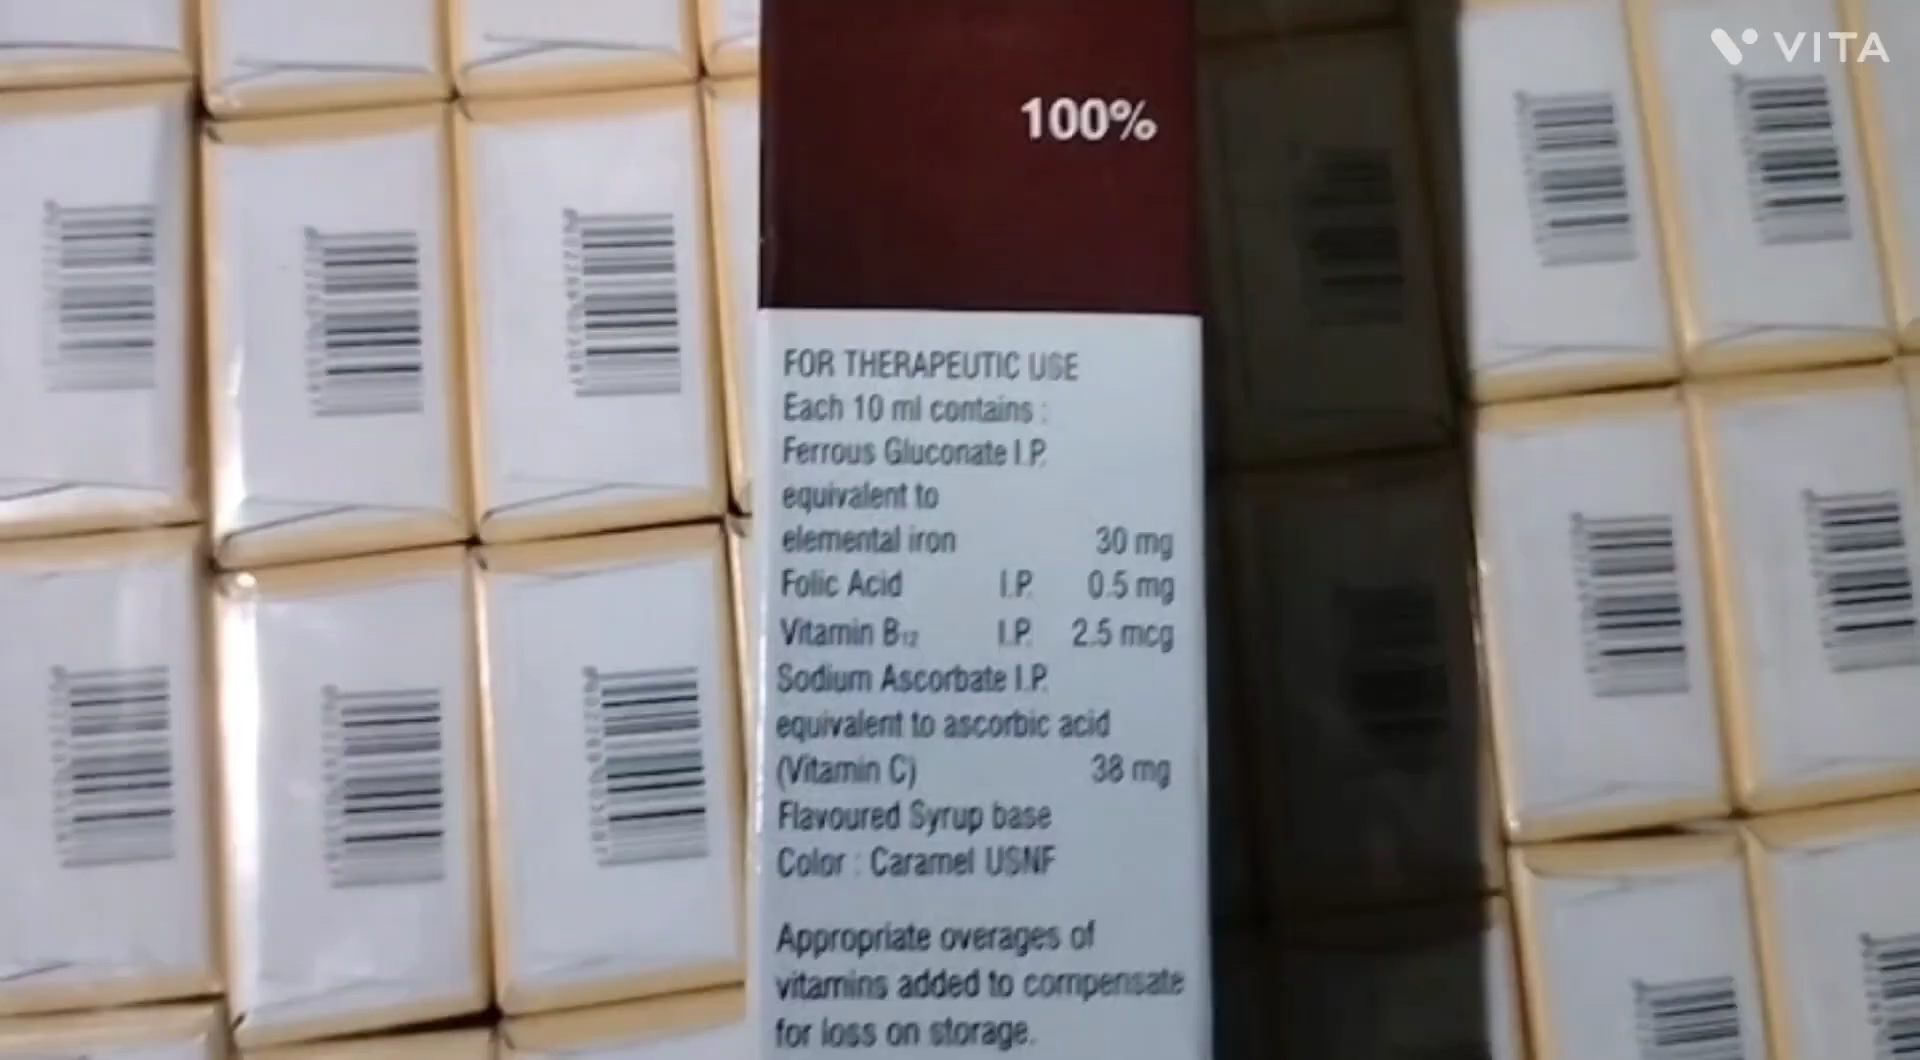 VITA
100%
FOR THERAPEUTIC USE
Each 10 ml contains :
Ferrous Gluconate I.P.
equivalent to
elemental iron 30 mg
Folic Acid I.P. 0.5 mg
Vitamin B12 I.P. 2.5 mcg
Sodium Ascorbate I.P.
equivalent to ascorbic acid
(Vitamin C) 38 mg
Flavoured Syrup base
Color : Caramel USNF
Appropriate overages of
vitamins added to compensate
for loss on storage.